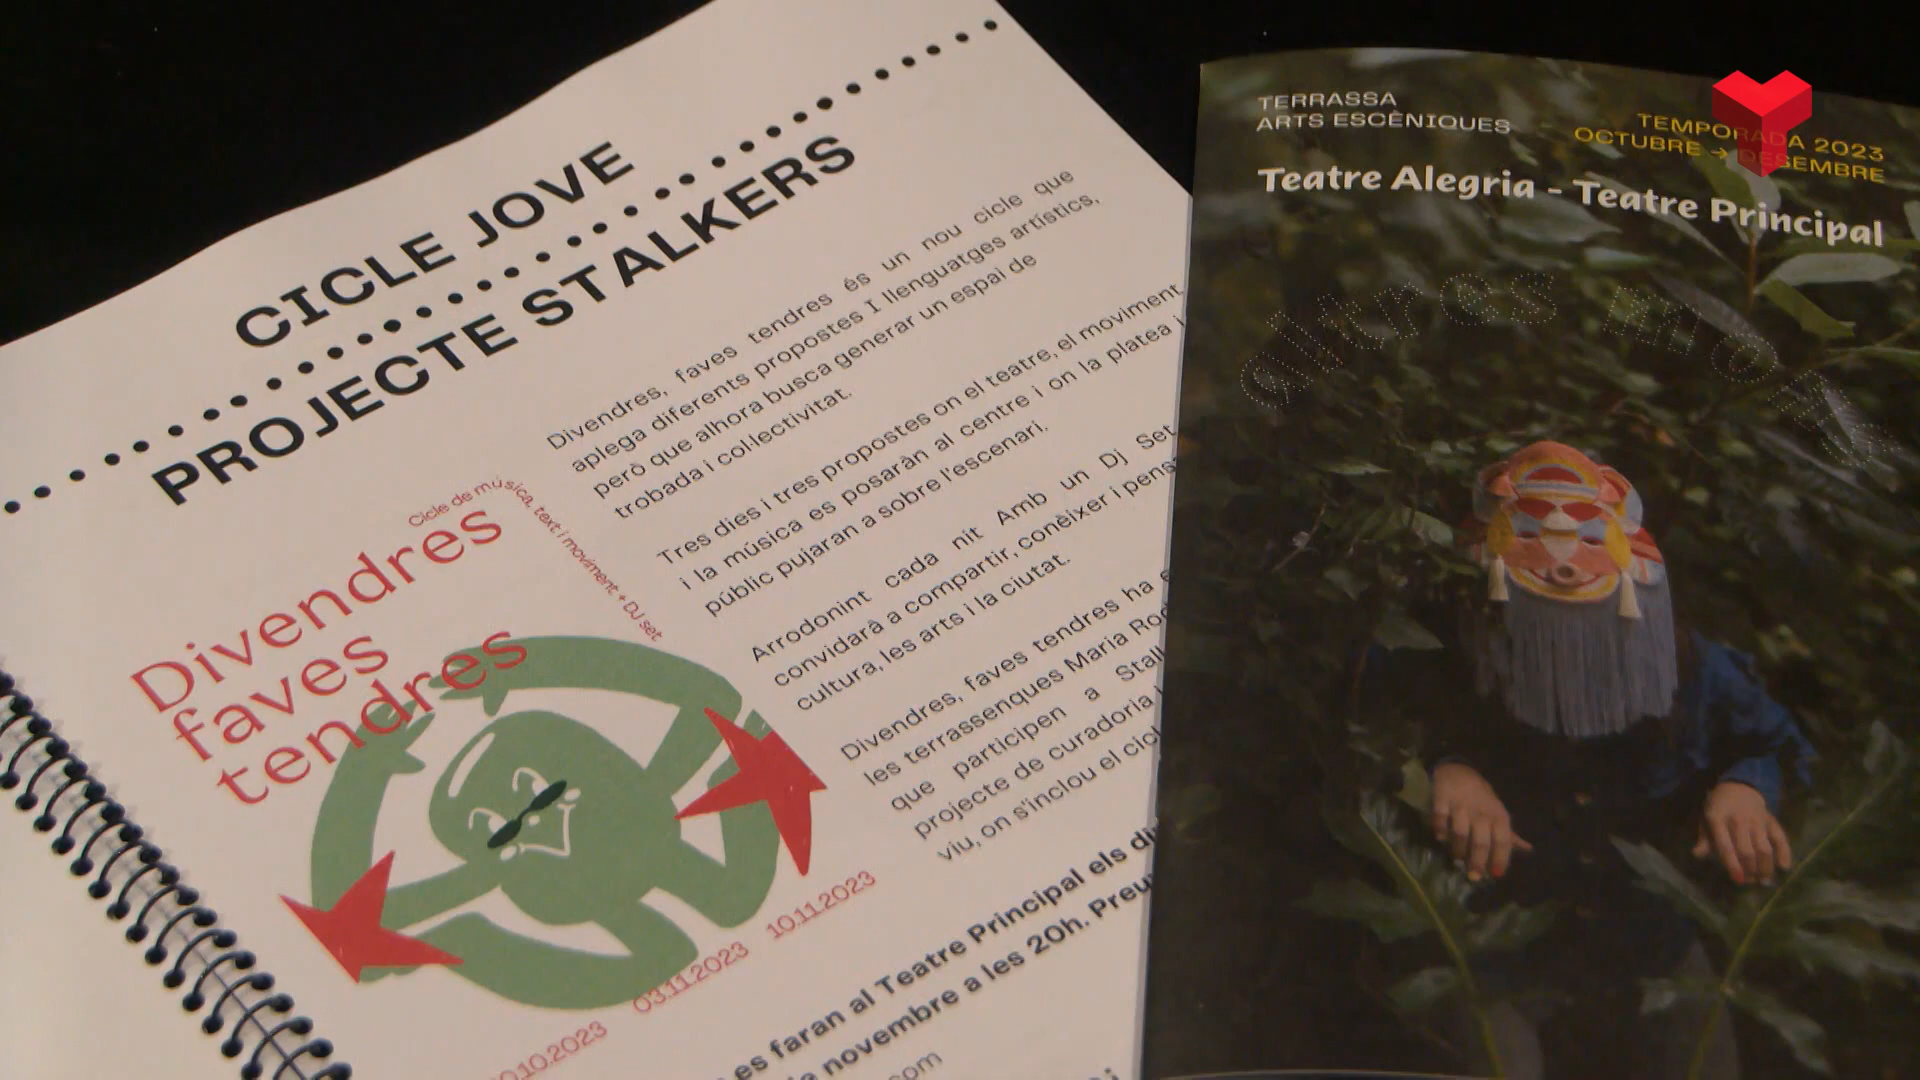 CICLE JOVE
PROJECTE STALKERS
Divendres, faves tendres és un nou cicle que
aplega diferents propostes I llenguatges artístics,
però que alhora busca generar un espai de
trobada i col·lectivitat.
Tres dies i tres propostes on el teatre, el moviment
i la música es posaràn al centre i on la platea i
públic pujaran a sobre l'escenari.
Arrodonint cada nit Amb un Dj Set
convidarà a compartir, conèixer i pens
cultura, les arts i la ciutat.
Divendres, faves tendres ha
les terrassenques Maria
que participen a
projecte de curadoria
viu, on s'inclou el
es faran al Teatre Principal els
novembre a les 20h.
Cicle de música, text i moviment + DJ set
Divendres
faves
tendres
03.11.2023
10.11.2023
TERRASSA
ARTS ESCÈNIQUES
TEMPORADA 2023
OCTUBRE → DESEMBRE
Teatre Alegria - Teatre Principal
altres